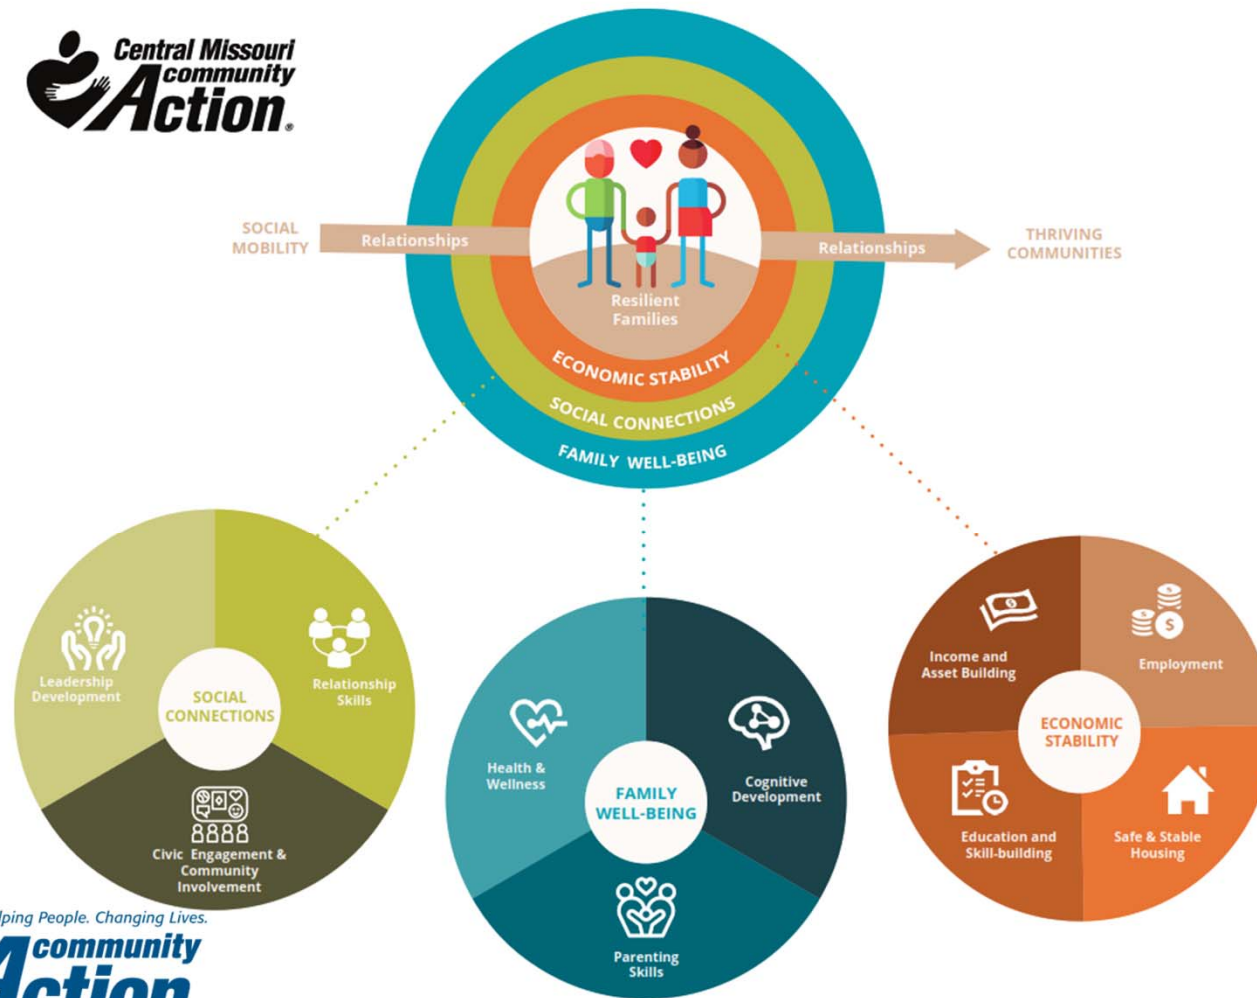 Central Missouri
community
Action®
SOCIAL
MOBILITY
Relationships
Relationships
THRIVING
COMMUNITIES
Resilient
Families
ECONOMIC STABILITY
SOCIAL CONNECTIONS
FAMILY WELL-BEING
Leadership
Development
Relationship
Skills
SOCIAL
CONNECTIONS
Civic Engagement &
Community
Involvement
Health &
Wellness
Cognitive
Development
FAMILY
WELL-BEING
Parenting
Skills
Income and
Asset Building
Employment
ECONOMIC
STABILITY
Education and
Skill-building
Safe & Stable
Housing
lping People. Changing Lives.
community
Action